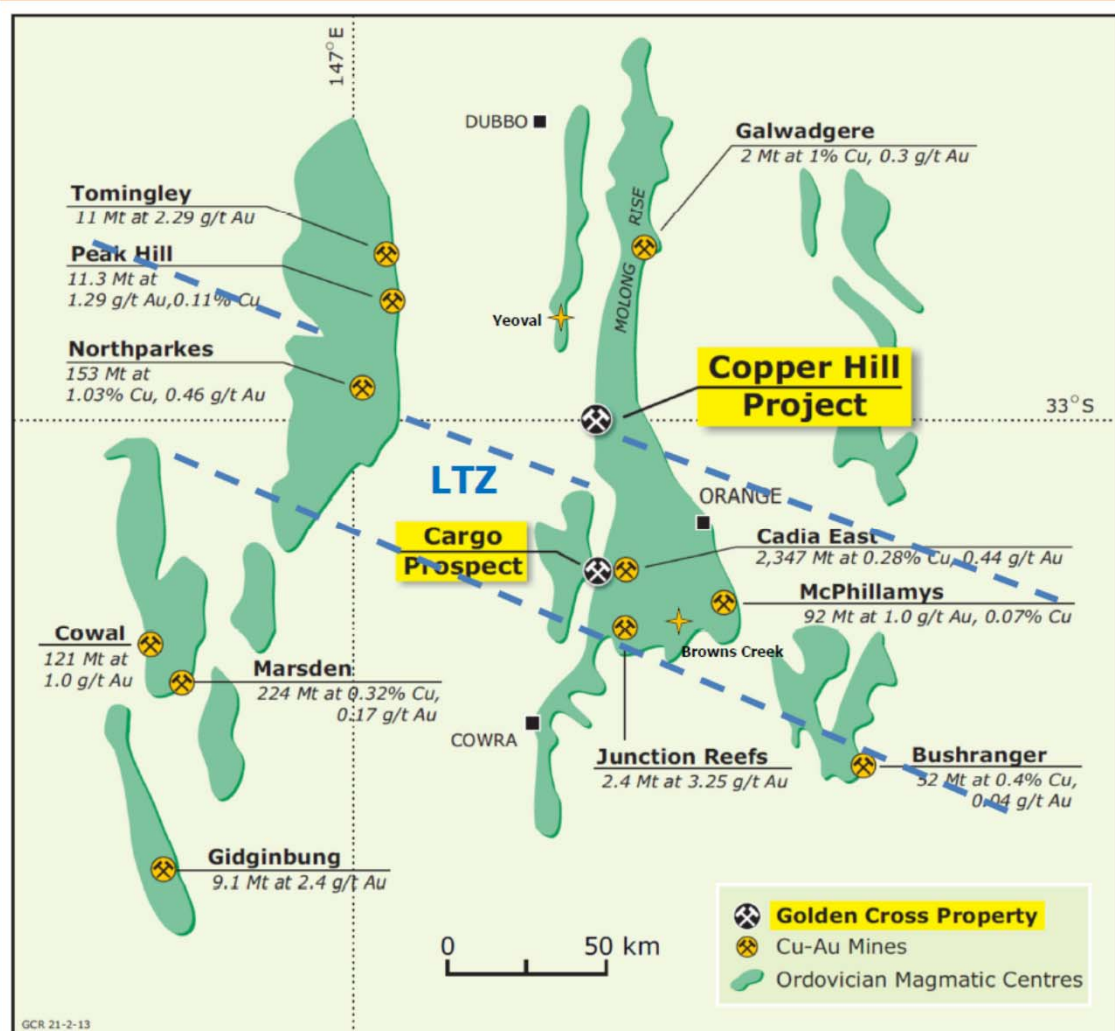 147°E
DUBBO
Galwadgere
2 Mt at 1% Cu, 0.3 g/t Au
Tomingley
11 Mt at 2.29 g/t Au
Peak Hill
11.3 Mt at
1.29 g/t Au,0.11% Cu
MOLONG RISE
Yeoval
Northparkes
153 Mt at
1.03% Cu, 0.46 g/t Au
Copper Hill
Project
33°S
LTZ
ORANGE
Cargo
Prospect
Cadia East
2,347 Mt at 0.28% Cu, 0.44 g/t Au
McPhillamys
92 Mt at 1.0 g/t Au, 0.07% Cu
Cowal
121 Mt at
1.0 g/t Au
Browns Creek
Marsden
224 Mt at 0.32% Cu,
0.17 g/t Au
COWRA
Junction Reefs
2.4 Mt at 3.25 g/t Au
Bushranger
52 Mt at 0.4% Cu,
0.04 g/t Au
Gidginbung
9.1 Mt at 2.4 g/t Au
0 50 km
Golden Cross Property
Cu-Au Mines
Ordovician Magmatic Centres
GCR 21-2-13